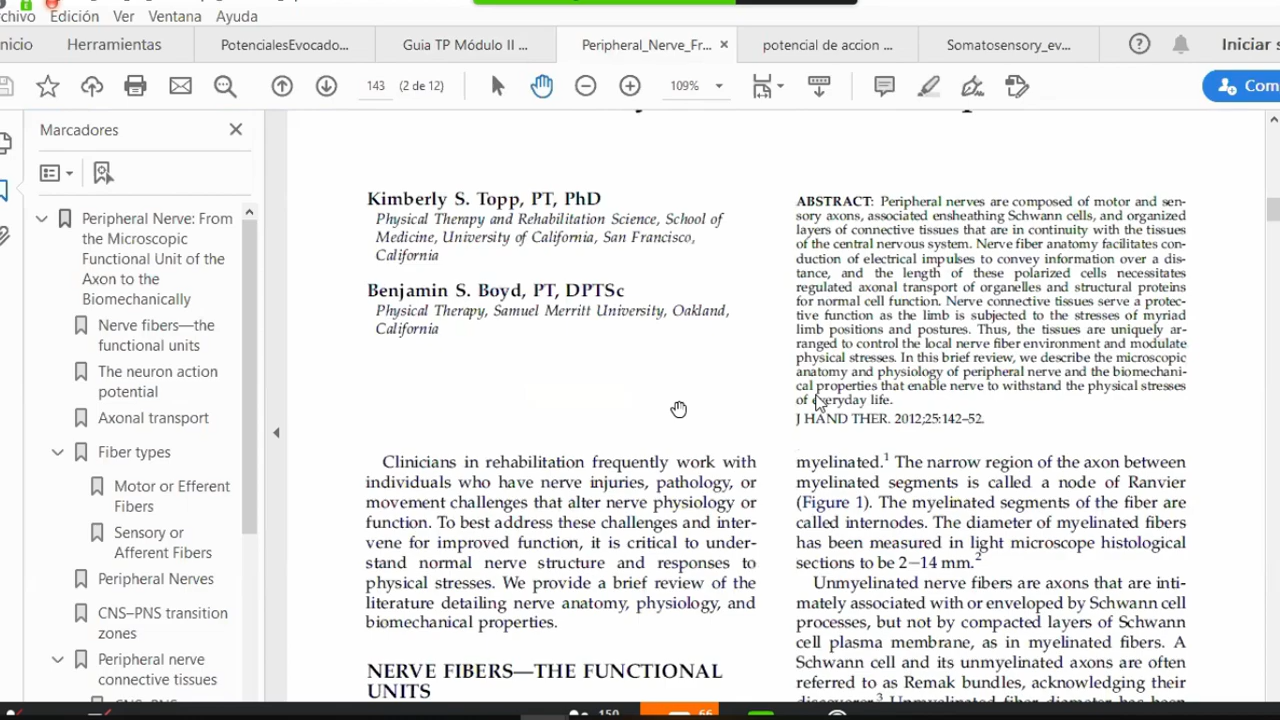 rchivo Edición Ver Ventana Ayuda
nicio Herramientas PotencialesEvocado... Guia TP Módulo II ... Peripheral_Nerve_Fr... × potencial de accion ... Somatosensory_ev... Iniciar s
143 (2 de 12) 109% Com
Marcadores
Peripheral Nerve: From
the Microscopic
Functional Unit of the
Axon to the
Biomechanically
Nerve fibers—the
functional units
The neuron action
potential
Axonal transport
Fiber types
Motor or Efferent
Fibers
Sensory or
Afferent Fibers
Peripheral Nerves
CNS–PNS transition
zones
Peripheral nerve
connective tissues
Kimberly S. Topp, PT, PhD
Physical Therapy and Rehabilitation Science, School of
Medicine, University of California, San Francisco,
California
Benjamin S. Boyd, PT, DPTSc
Physical Therapy, Samuel Merritt University, Oakland,
California
ABSTRACT: Peripheral nerves are composed of motor and sen-
sory axons, associated ensheathing Schwann cells, and organized
layers of connective tissues that are in continuity with the tissues
of the central nervous system. Nerve fiber anatomy facilitates con-
duction of electrical impulses to convey information over a dis-
tance, and the length of these polarized cells necessitates
regulated axonal transport of organelles and structural proteins
for normal cell function. Nerve connective tissues serve a protec-
tive function as the limb is subjected to the stresses of myriad
limb positions and postures. Thus, the tissues are uniquely ar-
ranged to control the local nerve fiber environment and modulate
physical stresses. In this brief review, we describe the microscopic
anatomy and physiology of peripheral nerve and the biomechani-
cal properties that enable nerve to withstand the physical stresses
of everyday life.
J HAND THER. 2012;25:142–52.
Clinicians in rehabilitation frequently work with
individuals who have nerve injuries, pathology, or
movement challenges that alter nerve physiology or
function. To best address these challenges and inter-
vene for improved function, it is critical to under-
stand normal nerve structure and responses to
physical stresses. We provide a brief review of the
literature detailing nerve anatomy, physiology, and
biomechanical properties.
NERVE FIBERS—THE FUNCTIONAL
UNITS
myelinated.1 The narrow region of the axon between
myelinated segments is called a node of Ranvier
(Figure 1). The myelinated segments of the fiber are
called internodes. The diameter of myelinated fibers
has been measured in light microscope histological
sections to be 2–14 mm.2
Unmyelinated nerve fibers are axons that are inti-
mately associated with or enveloped by Schwann cell
processes, but not by compacted layers of Schwann
cell plasma membrane, as in myelinated fibers. A
Schwann cell and its unmyelinated axons are often
referred to as Remak bundles, acknowledging their
discoverer.3 Unmyelinated fiber diameter has been
150 66